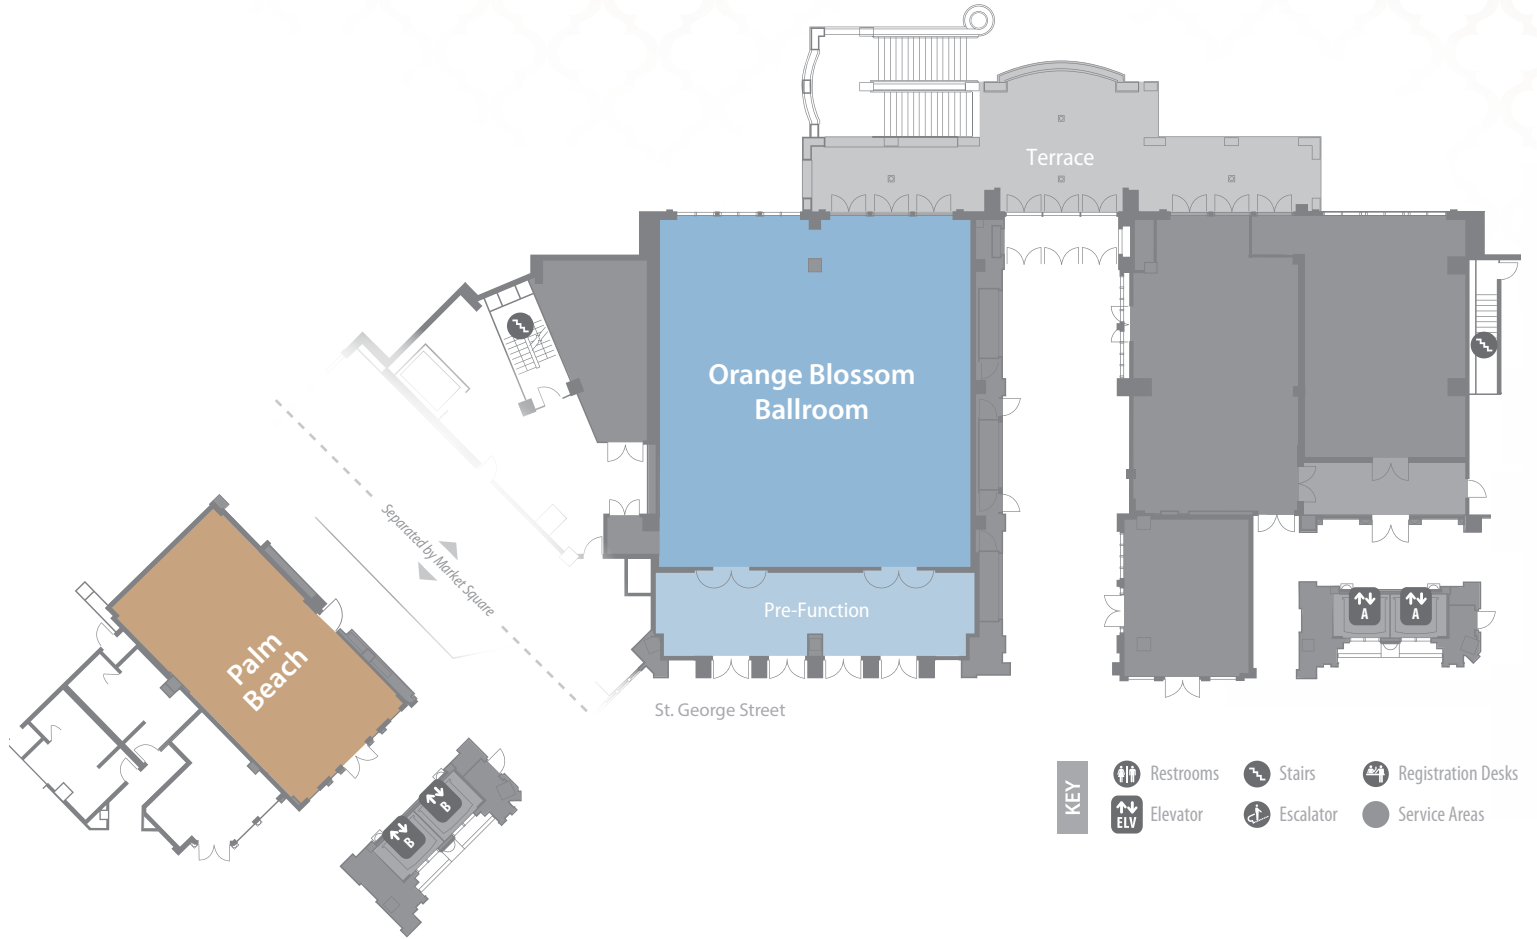 Terrace
Orange Blossom
Ballroom
Pre-Function
Separated by Market Square
Palm
Beach
St. George Street
A
A
B
B
KEY
Restrooms
Stairs
Registration Desks
ELV
Elevator
Escalator
Service Areas